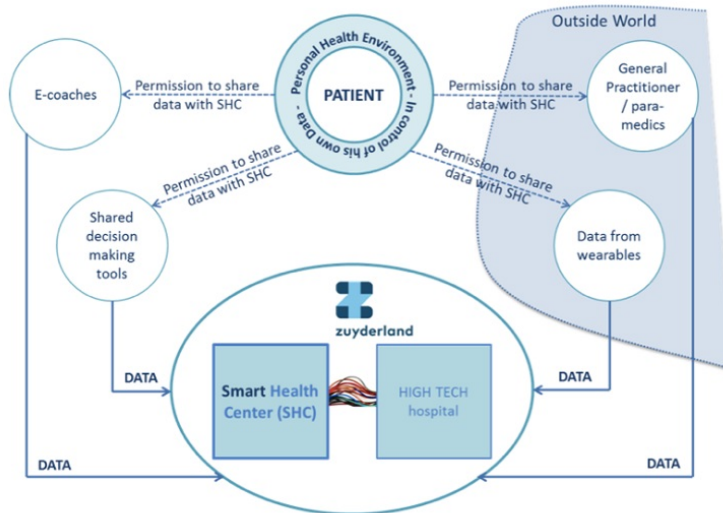 Outside World
E-coaches
Permission to share
data with SHC
Personal Health Environment - In control of his own Data -
PATIENT
Permission to share
data with SHC
General
Practitioner
/ para-
medics
Permission to share
data with SHC
Permission to share
data with SHC
Shared
decision
making
tools
Data from
wearables
zuyderland
DATA
Smart Health
Center (SHC)
HIGH TECH
hospital
DATA
DATA
DATA